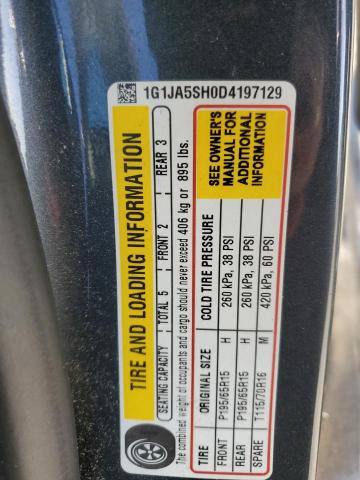 1G1JA5SH0D4197129
TIRE AND LOADING INFORMATION
SEATING CAPACITY TOTAL 5 FRONT 2 REAR 3
The combined weight of occupants and cargo should never exceed 406 kg or 895 lbs.
TIRE ORIGINAL SIZE COLD TIRE PRESSURE
FRONT P195/65R15 H 260 kPa, 38 PSI
REAR P195/65R15 H 260 kPa, 38 PSI
SPARE T115/70R16 M 420 kPa, 60 PSI
SEE OWNER'S
MANUAL FOR
ADDITIONAL
INFORMATION